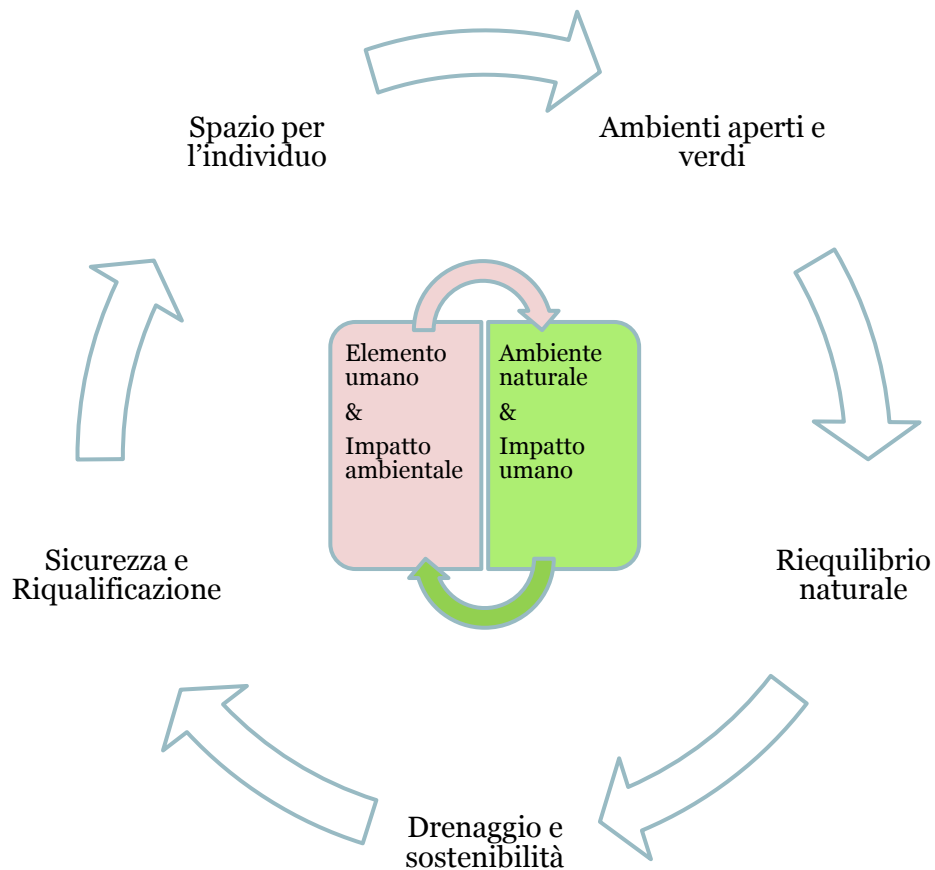 Spazio per
l’individuo
Ambienti aperti e
verdi
Elemento
umano
&
Impatto
ambientale
Ambiente
naturale
&
Impatto
umano
Sicurezza e
Riqualificazione
Riequilibrio
naturale
Drenaggio e
sostenibilità